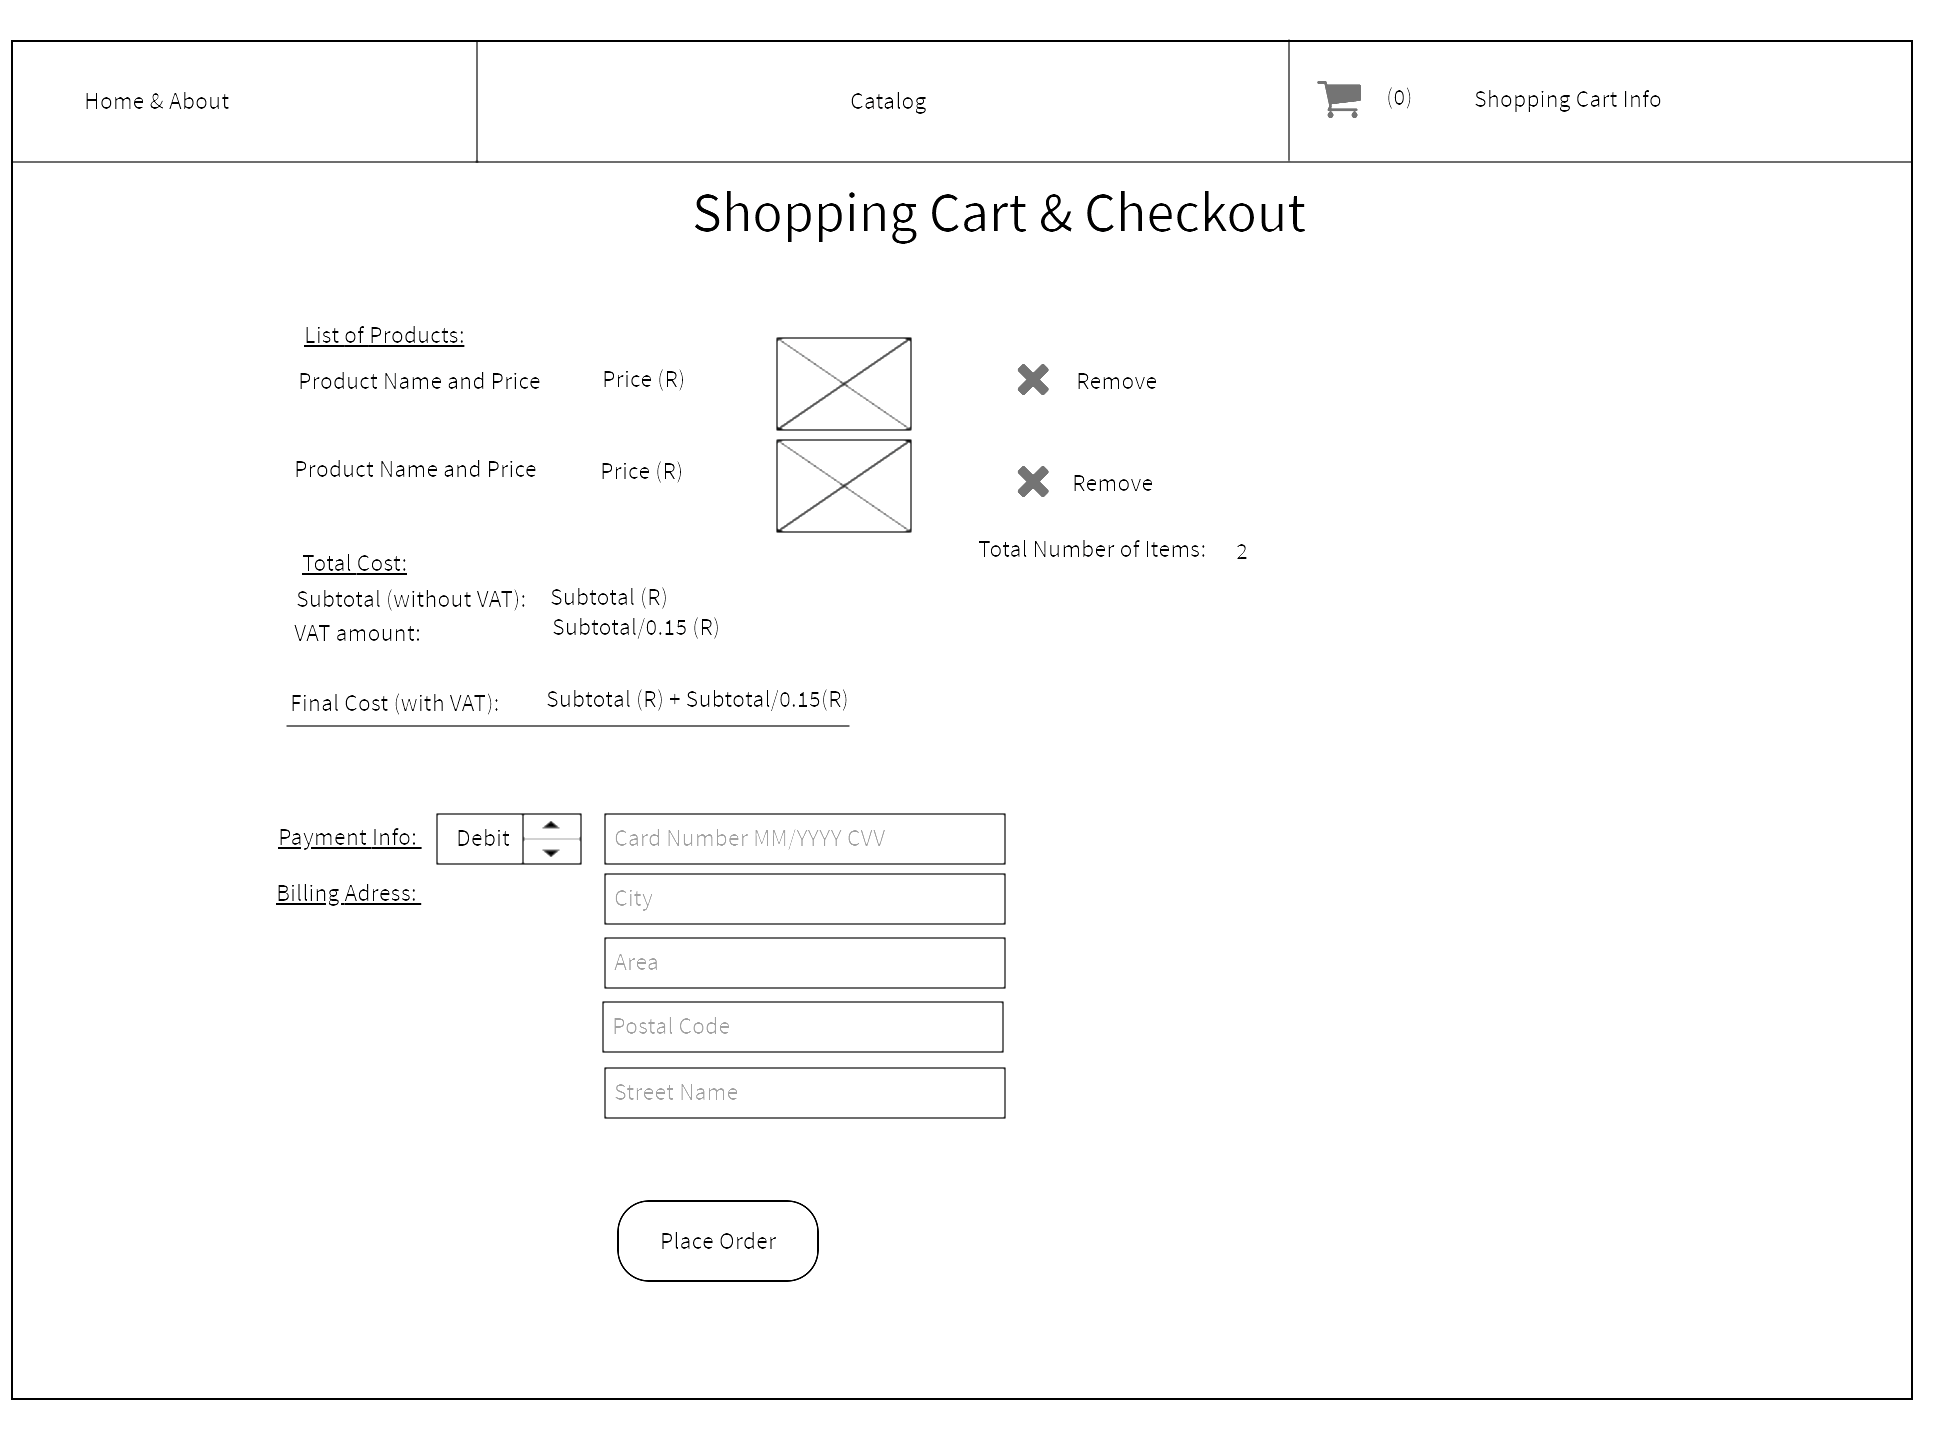 Home & About
Catalog
(0)
Shopping Cart Info
Shopping Cart & Checkout
List of Products:
Product Name and Price Price (R) Remove
Product Name and Price Price (R) Remove
Total Number of Items: 2
Total Cost:
Subtotal (without VAT): Subtotal (R)
VAT amount: Subtotal/0.15 (R)
Final Cost (with VAT): Subtotal (R) + Subtotal/0.15(R)
Payment Info: Debit Card Number MM/YYYY CVV
Billing Adress: City
Area
Postal Code
Street Name
Place Order